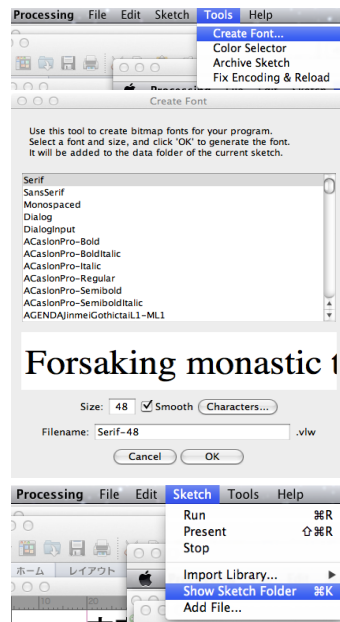 Processing File Edit Sketch Tools Help
Create Font...
Color Selector
Archive Sketch
Fix Encoding & Reload
Create Font
Use this tool to create bitmap fonts for your program.
Select a font and size, and click 'OK' to generate the font.
It will be added to the data folder of the current sketch.
Serif
SansSerif
Monospaced
Dialog
DialogInput
ACaslonPro-Bold
ACaslonPro-BoldItalic
ACaslonPro-Italic
ACaslonPro-Regular
ACaslonPro-Semibold
ACaslonPro-SemiboldItalic
AGENDAJinmeiGothictaiL1-ML1
Forsaking monastic t
Size: 48 Smooth Characters...
Filename: Serif-48 .vlw
Cancel OK
Processing File Edit Sketch Tools Help
Run ⌘R
Present ⇧⌘R
Stop
Import Library...
Show Sketch Folder ⌘K
Add File...
ホーム レイアウト
10 20